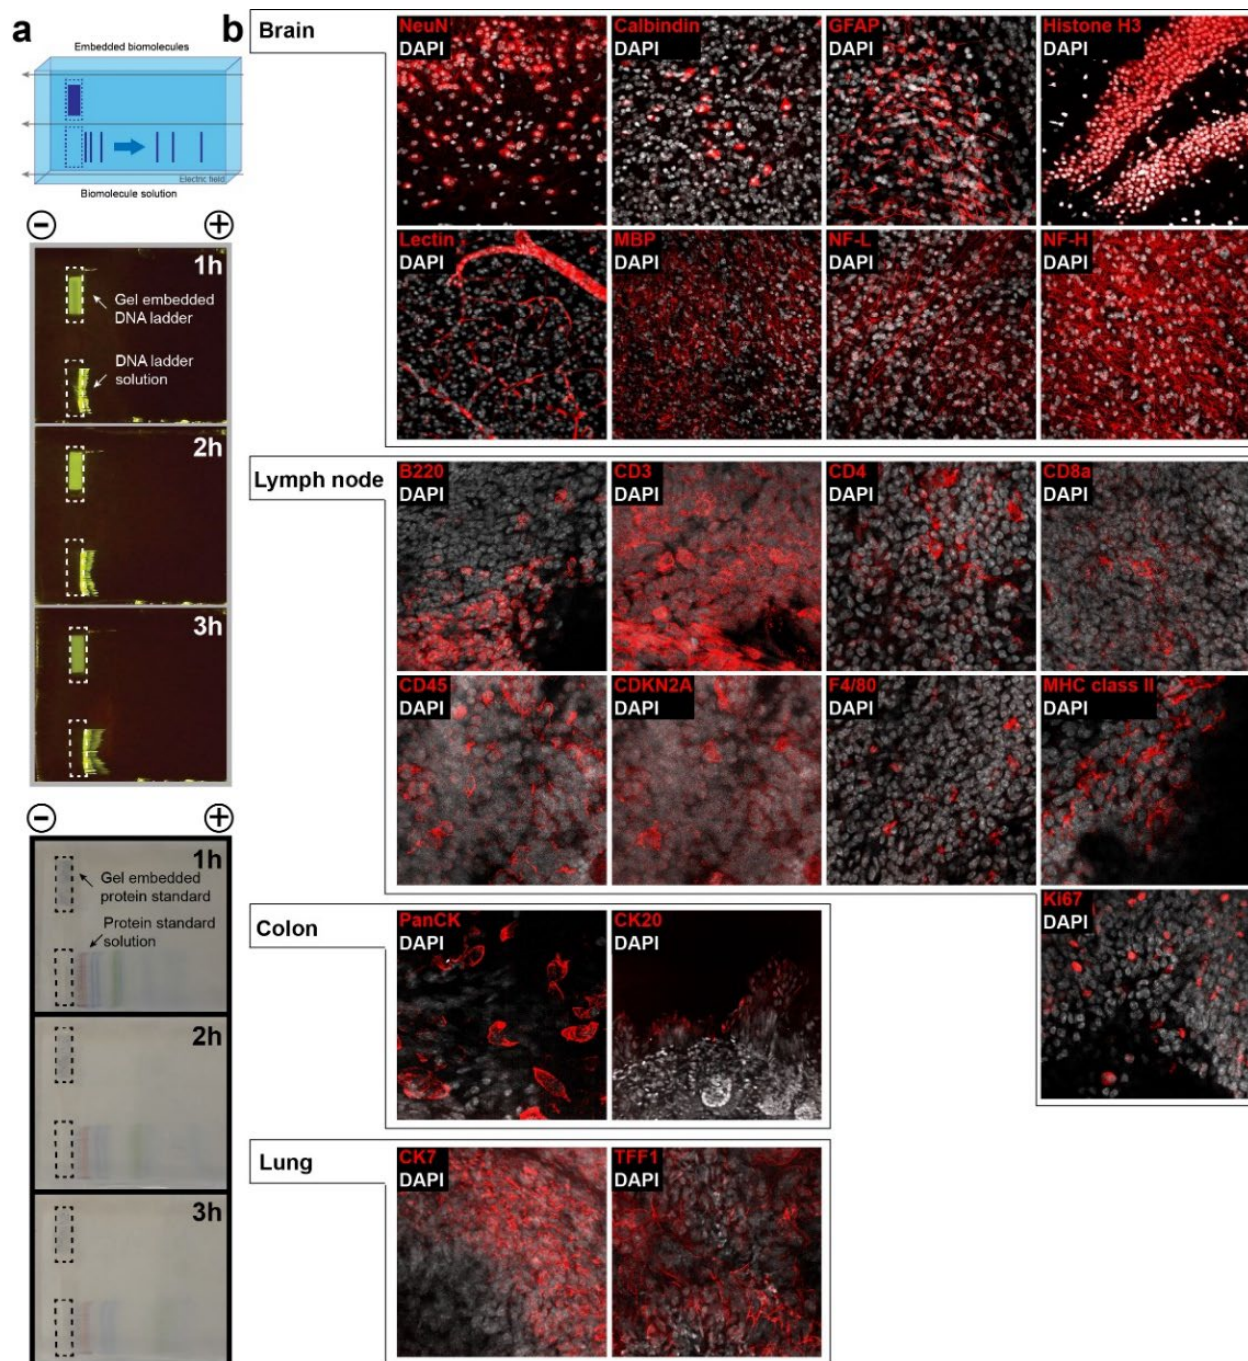 a
Embedded biomolecules
Electric field
Biomolecule solution
− +
1h
Gel embedded
DNA ladder
DNA ladder
solution
2h
3h
− +
1h
Gel embedded
protein standard
Protein standard
solution
2h
3h
b
Brain
NeuN
DAPI
Calbindin
DAPI
GFAP
DAPI
Histone H3
DAPI
Lectin
DAPI
MBP
DAPI
NF-L
DAPI
NF-H
DAPI
Lymph node
B220
DAPI
CD3
DAPI
CD4
DAPI
CD8a
DAPI
CD45
DAPI
CDKN2A
DAPI
F4/80
DAPI
MHC class II
DAPI
Ki67
DAPI
Colon
PanCK
DAPI
CK20
DAPI
Lung
CK7
DAPI
TFF1
DAPI